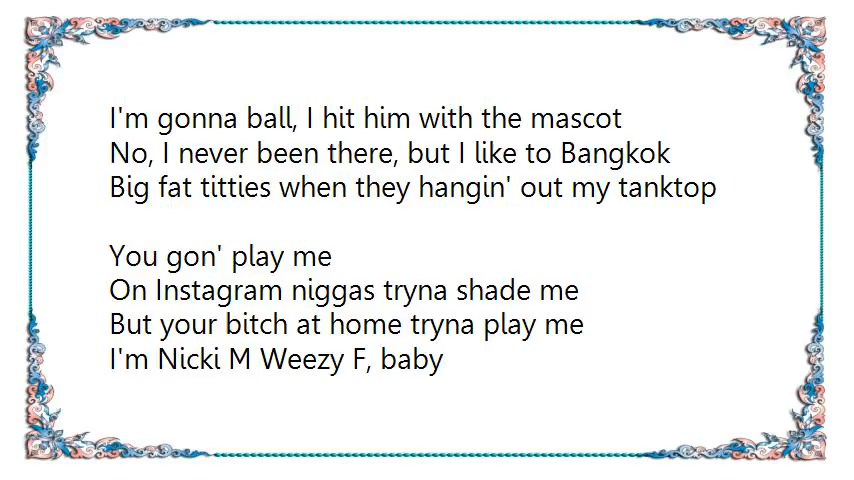 I'm gonna ball, I hit him with the mascot
No, I never been there, but I like to Bangkok
Big fat titties when they hangin' out my tanktop
You gon' play me
On Instagram niggas tryna shade me
But your bitch at home tryna play me
I'm Nicki M Weezy F, baby